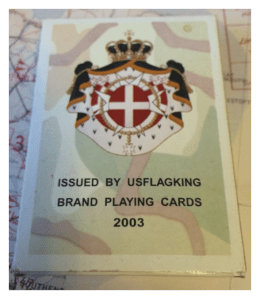 ISSUED BY USFLAGKING
BRAND PLAYING CARDS
2003